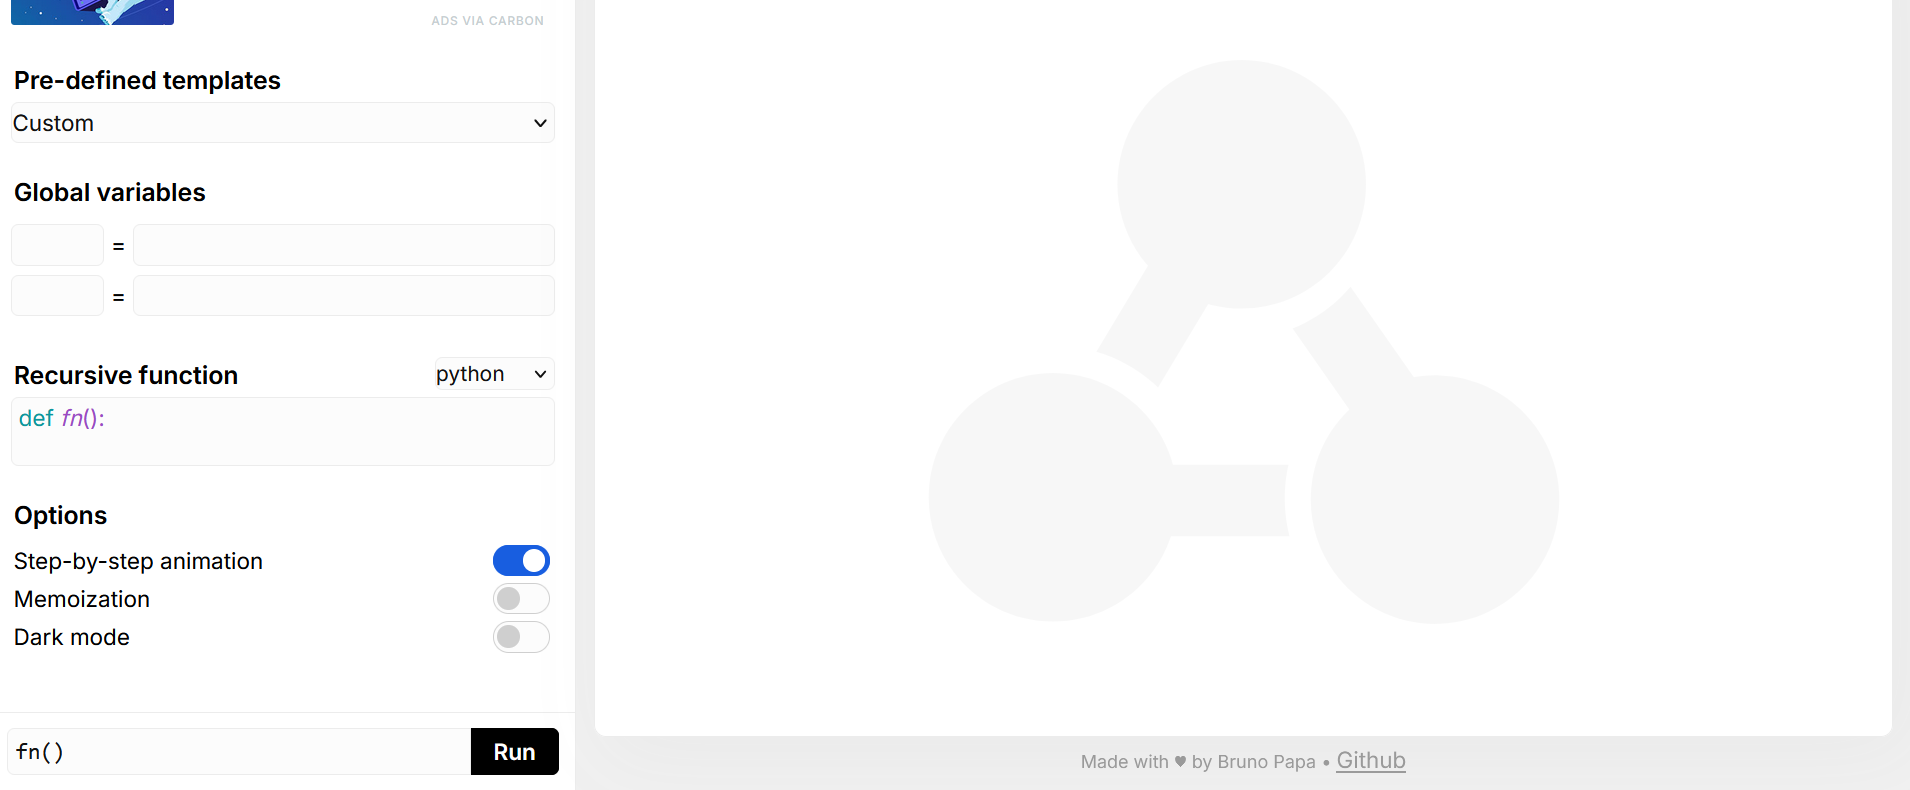 ADS VIA CARBON
Pre-defined templates
Custom
Global variables
=
=
Recursive function
python
def fn():
Options
Step-by-step animation
Memoization
Dark mode
fn()
Run
Made with ♥ by Bruno Papa • Github